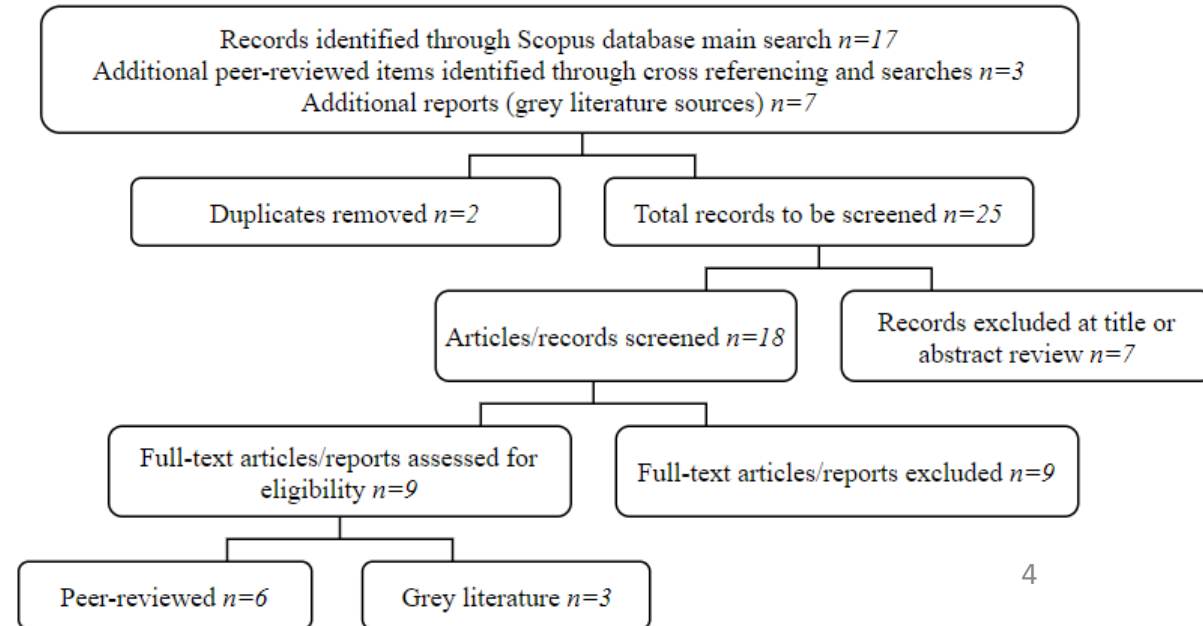 Records identified through Scopus database main search n=17
Additional peer-reviewed items identified through cross referencing and searches n=3
Additional reports (grey literature sources) n=7
Duplicates removed n=2
Total records to be screened n=25
Articles/records screened n=18
Records excluded at title or
abstract review n=7
Full-text articles/reports assessed for
eligibility n=9
Full-text articles/reports excluded n=9
Peer-reviewed n=6
Grey literature n=3
4